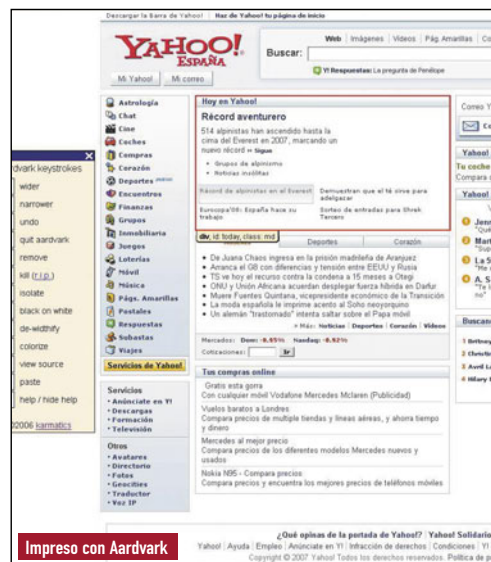 Descargar la Barra de Yahoo!
Haz de Yahoo! tu página de inicio
YAHOO!
ESPAÑA
Mi Yahoo!
Mi correo
Web
Imágenes
Vídeos
Pág. Amarillas
Buscar:
Y! Respuestas: La pregunta de Penélope
dvark keystrokes
wider
narrower
undo
quit aardvark
remove
kill (r.i.p.)
isolate
black on white
de-widthify
colorize
view source
paste
help / hide help
2006 karmatics
Astrología
Chat
Cine
Coches
Compras
Corazón
Deportes
Encuentros
Finanzas
Grupos
Inmobiliaria
Juegos
Loterías
Móvil
Música
Págs. Amarillas
Postales
Respuestas
Subastas
Viajes
Servicios de Yahoo!
Servicios
Anúnciate en Y!
Descargas
Formación
Televisión
Otros
Avatares
Directorio
Fotos
Geocities
Traductor
Voz IP
Hoy en Yahoo!
Récord aventurero
514 alpinistas han ascendido hasta la
cima del Everest en 2007, marcando un
nuevo récord » Sigue
Grupos de alpinismo
Noticias insólitas
Récord de alpinistas en el Everest
Demuestran que el té sirve para
adelgazar
Eurocopa'08: España hace su
trabajo
Sorteo de entradas para Shrek
Tercero
div, id: today, class: md
Deportes
Corazón
De Juana Chaos ingresa en la prisión madrileña de Aranjuez
Arranca el G8 con diferencias y tensión entre EEUU y Rusia
TS ve hoy el recurso contra la condena a 15 meses a Otegi
ONU y Unión Africana acuerdan desplegar fuerza híbrida en Darfur
Muere Fuentes Quintana, vicepresidente económico de la Transición
La moda española le imprime acento al Soho neoyorquino
Un alemán "trastornado" intenta saltar sobre el Papa móvil
» Más: Noticias | Deportes | Corazón | Vídeos
Mercados: Dow: -0,65% Nasdaq: -0,92%
Cotizaciones:
Ir
Tus compras online
Gratis esta gorra
Con cualquier móvil Vodafone Mercedes Mclaren (Publicidad)
Vuelos baratos a Londres
Compara precios de multiple tiendas y líneas aéreas, y ahorra tiempo
y dinero
Mercedes al mejor precio
Compara precios de los diferentes modelos Mercedes nuevos y
usados
Nokia N95 - Compara precios
Compara precios y encuentra los mejores precios de teléfonos móviles
Correo Y
Yahoo!
Tu coche
Compara
Yahoo!
Buscan
1 Britney
2 Christin
3 Avril L
4 Hilary
¿Qué opinas de la portada de Yahoo!? | Yahoo! Solidario
Yahoo! | Ayuda | Empleo | Anúnciate en Y! | Infracción de derechos | Condiciones | Y!
Copyright © 2007 Yahoo! Todos los derechos reservados. Política de p
Impreso con Aardvark